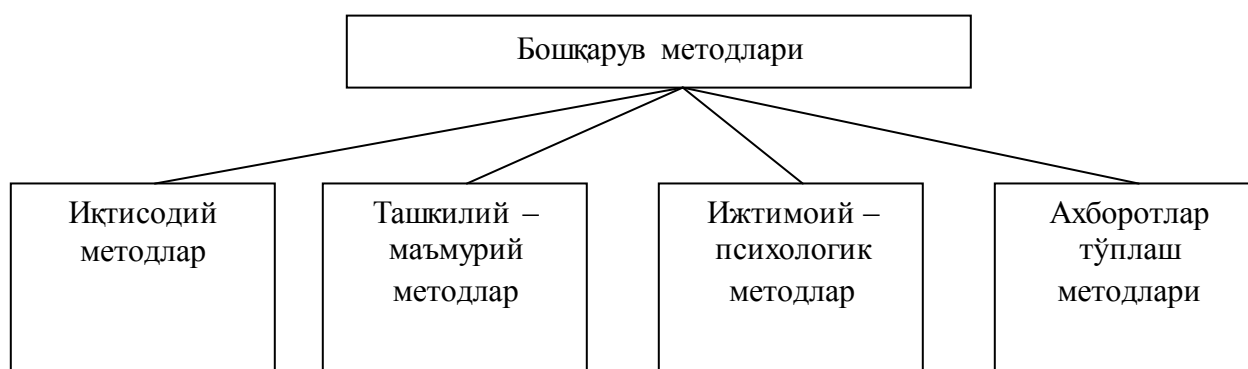 Бошқарув методлари
Иқтисодий
методлар
Ташкилий –
маъмурий
методлар
Ижтимоий –
психологик
методлар
Ахборотлар
тўплаш
методлари